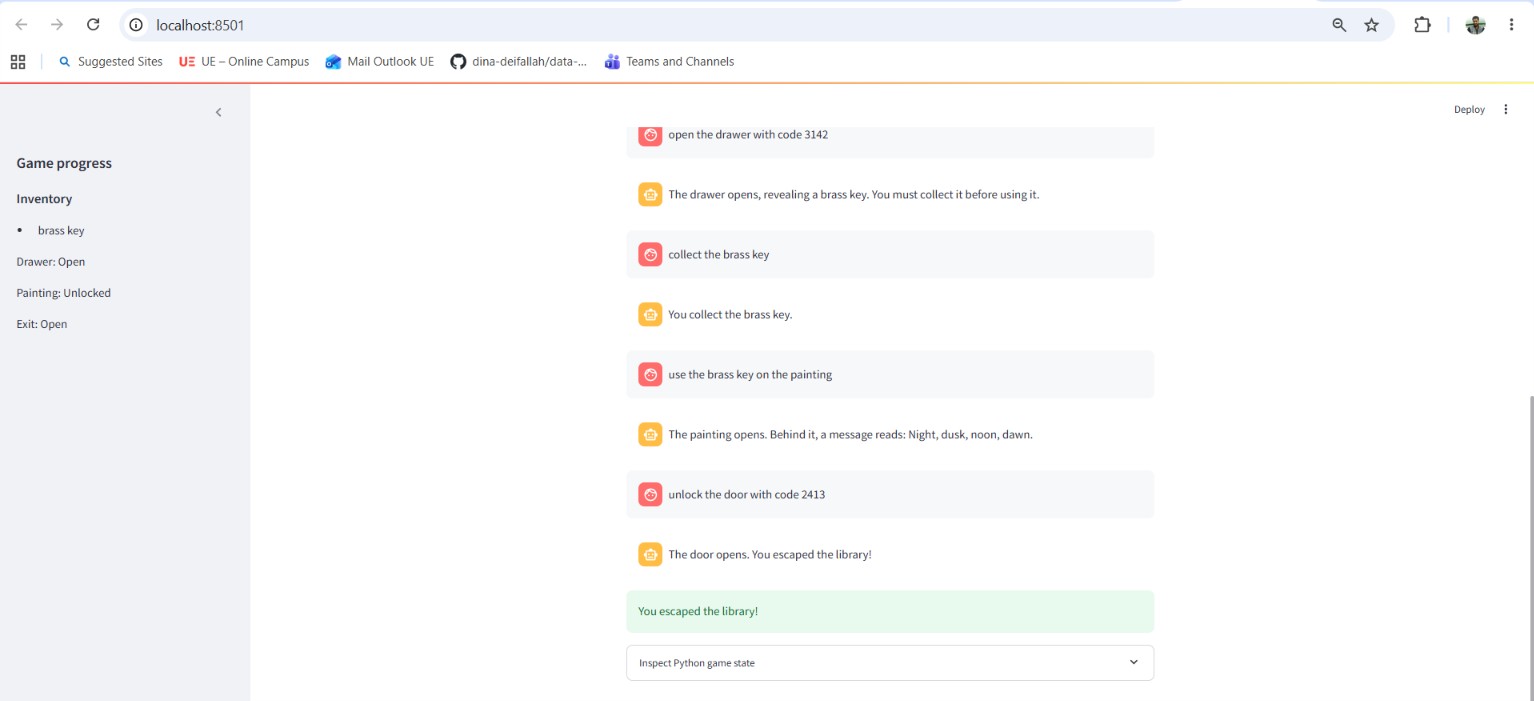 localhost:8501
Suggested Sites
UE UE – Online Campus
Mail Outlook UE
dina-deifallah/data-...
Teams and Channels
Deploy
Game progress
Inventory
• brass key
Drawer: Open
Painting: Unlocked
Exit: Open
open the drawer with code 3142
The drawer opens, revealing a brass key. You must collect it before using it.
collect the brass key
You collect the brass key.
use the brass key on the painting
The painting opens. Behind it, a message reads: Night, dusk, noon, dawn.
unlock the door with code 2413
The door opens. You escaped the library!
You escaped the library!
Inspect Python game state